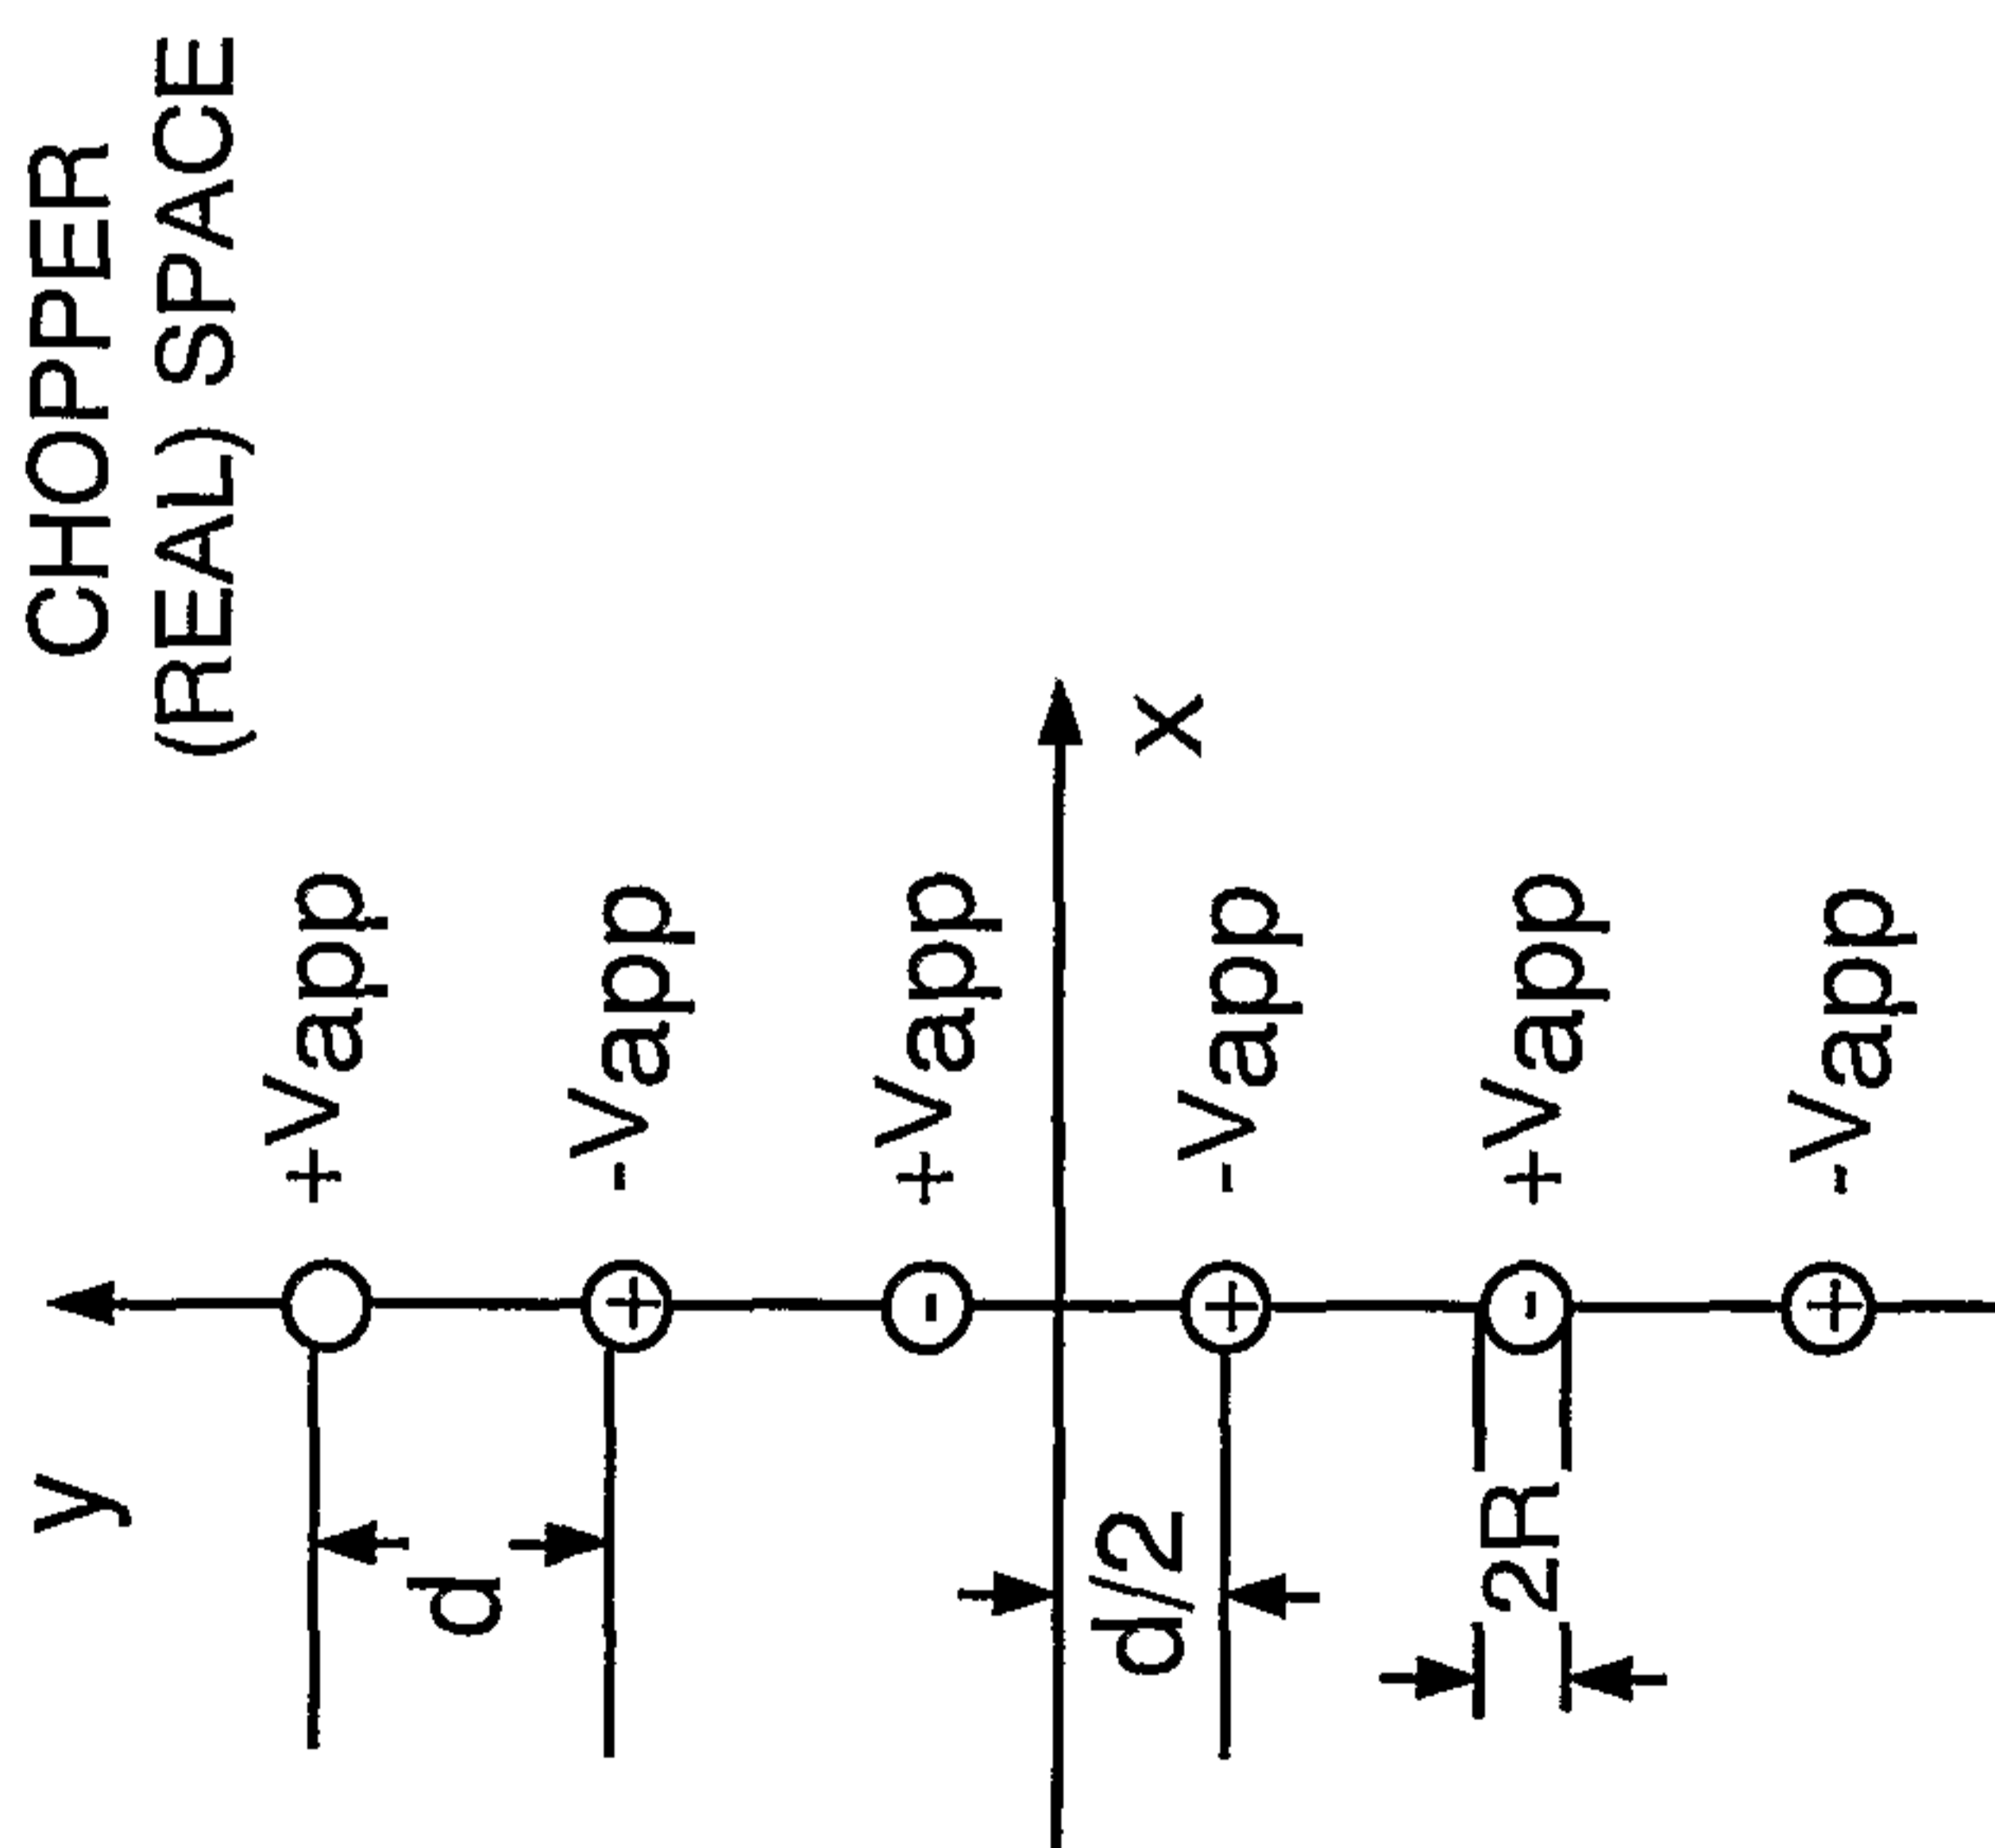 CHOPPER
(REAL) SPACE
y
x
+Vapp
-Vapp
+Vapp
-Vapp
+Vapp
-Vapp
+
-
+
-
+
d
d/2
2R